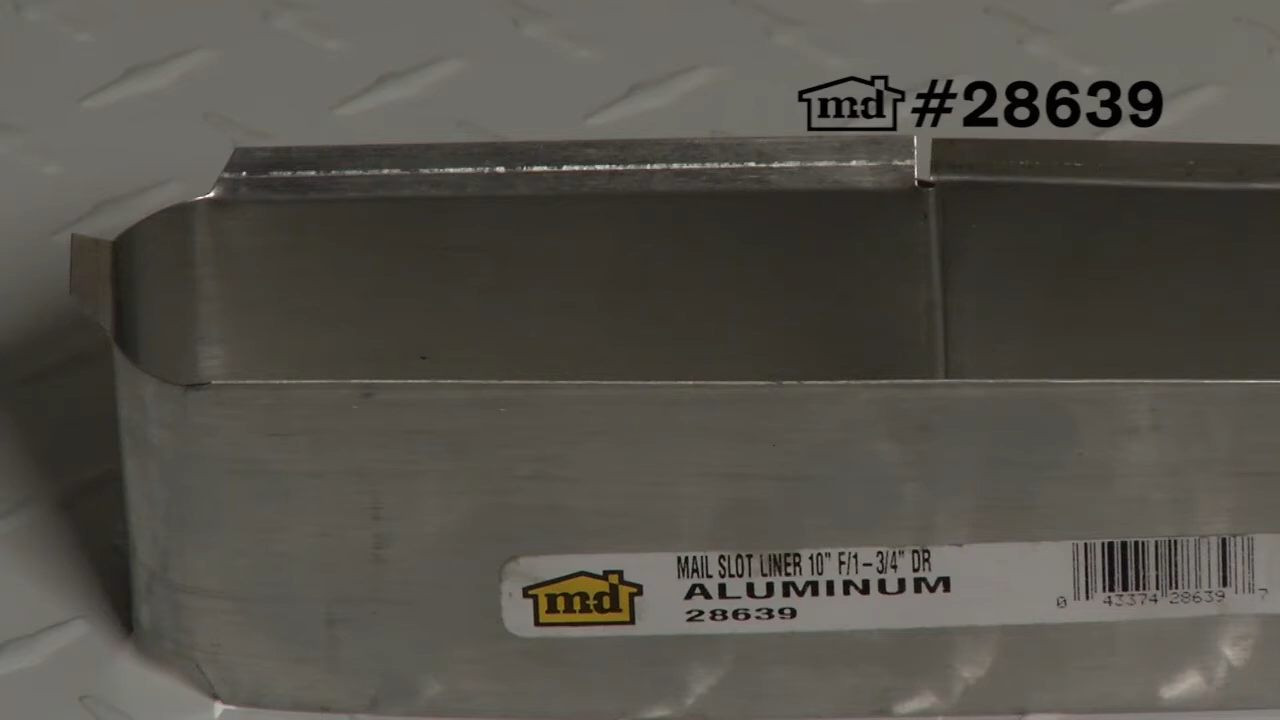 md #28639
MAIL SLOT LINER 10" F/1-3/4" DR
md ALUMINUM
28639
0 43374 28639 7